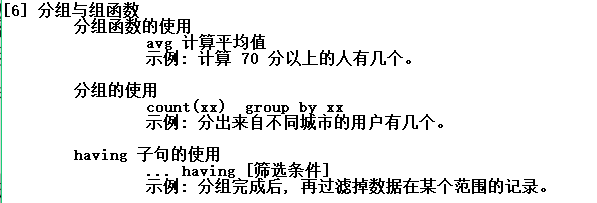 [6] 分组与组函数
分组函数的使用
avg 计算平均值
示例: 计算 70 分以上的人有几个。
分组的使用
count(xx)  group by xx
示例: 分出来自不同城市的用户有几个。
having 子句的使用
... having [筛选条件]
示例: 分组完成后, 再过滤掉数据在某个范围的记录。